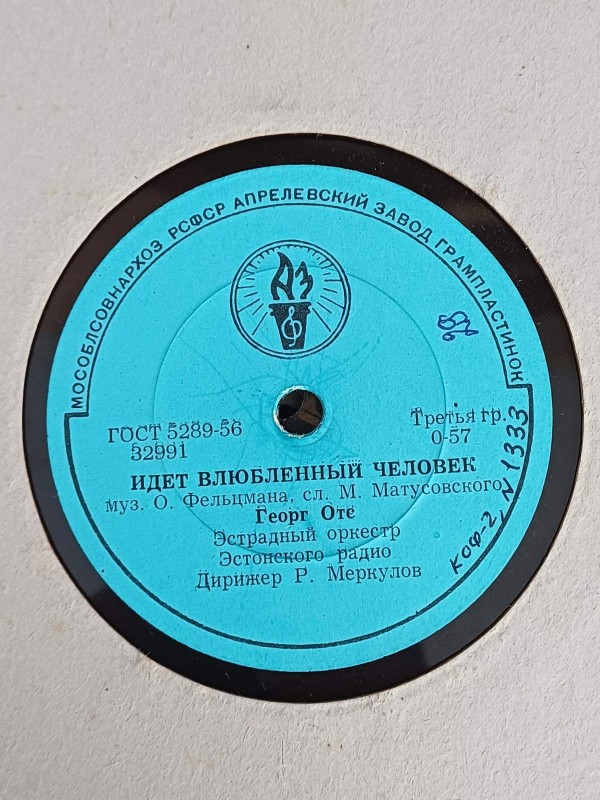 МОСОБЛСОВНАРХОЗ РСФСР АПРЕЛЕВСКИЙ ЗАВОД ГРАМПЛАСТИНОК
АЗ
ГОСТ 5289-56
32991
Третья гр.
0-57
ИДЕТ ВЛЮБЛЕННЫЙ ЧЕЛОВЕК
муз. О. Фельцмана, сл. М. Матусовского
Георг Отс
Эстрадный оркестр
Эстонского радио
Дирижер Р. Меркулов
КОФ-2, N 1333